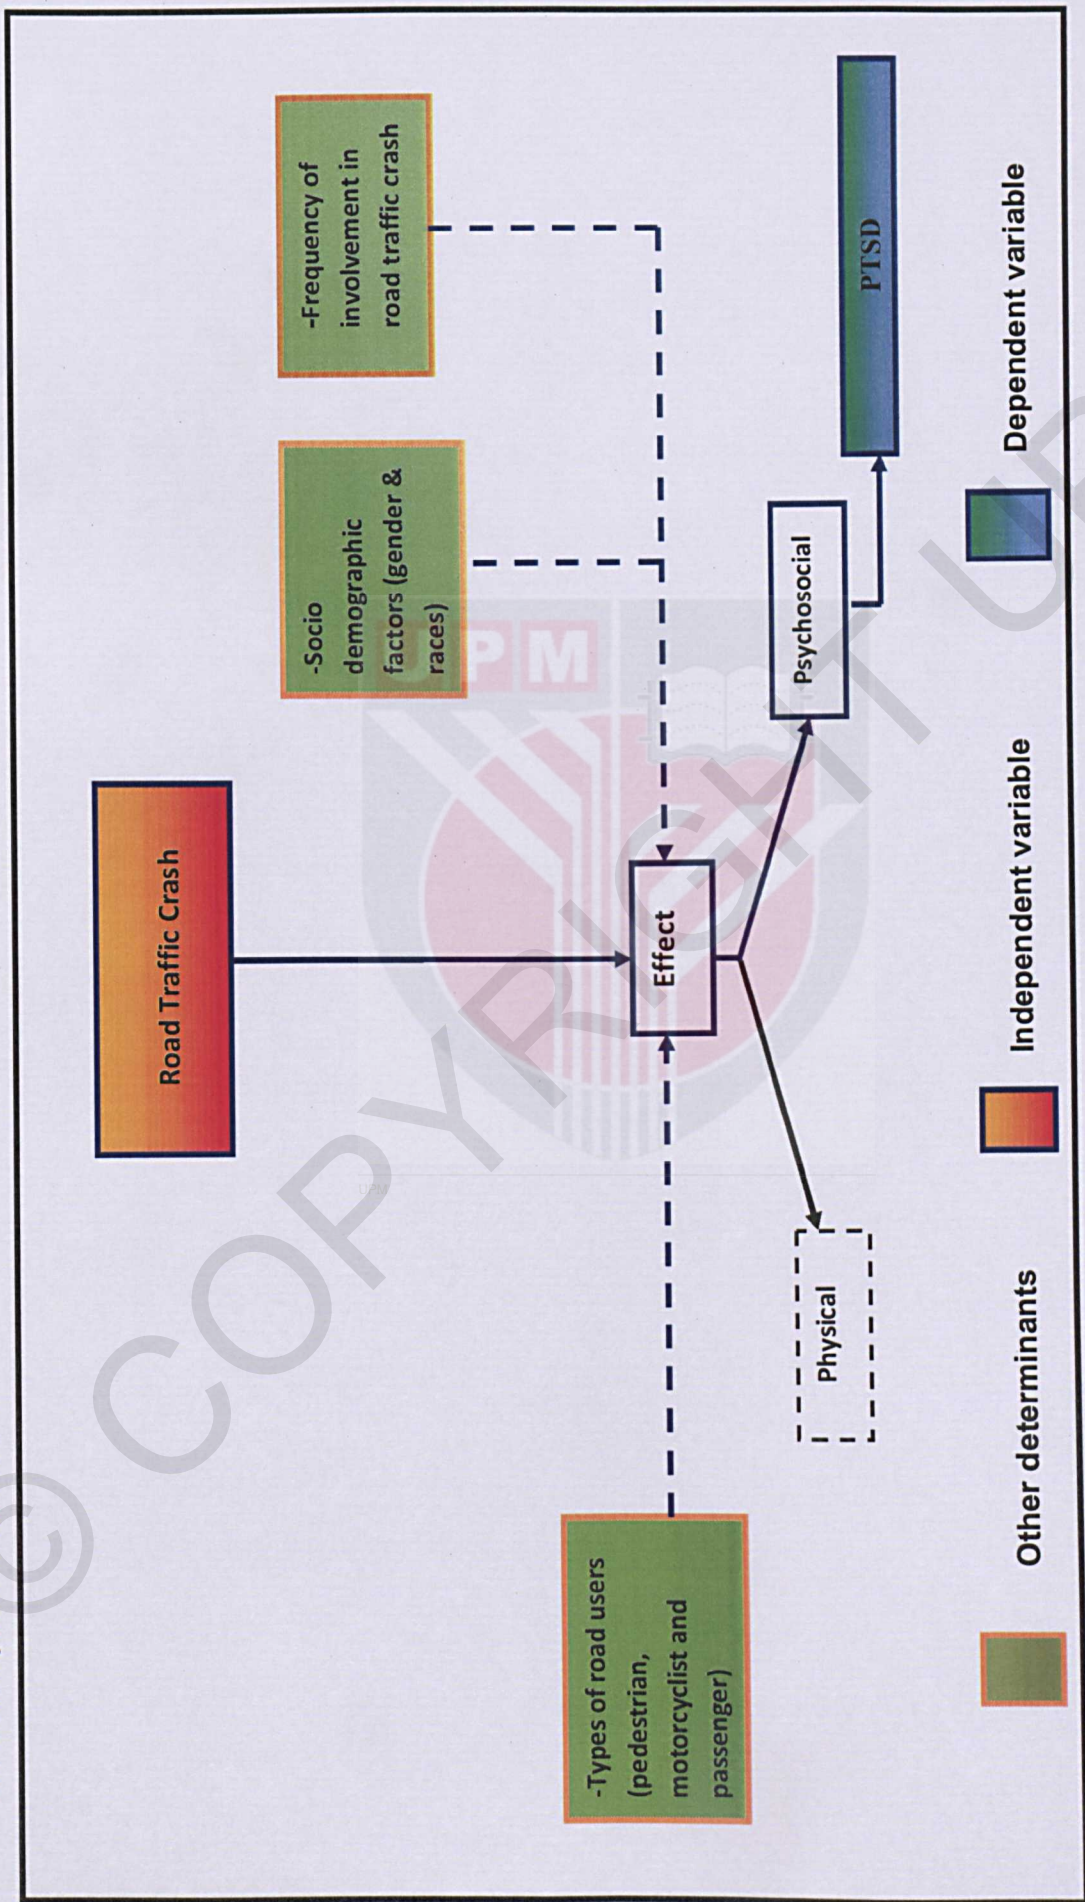 Road Traffic Crash
-Socio
demographic
factors (gender &
races)
-Frequency of
involvement in
road traffic crash
-Types of road users
(pedestrian,
motorcyclist and
passenger)
Effect
Physical
Psychosocial
PTSD
Other determinants
Independent variable
Dependent variable
UPM
UPM
© COPYRIGHT UP